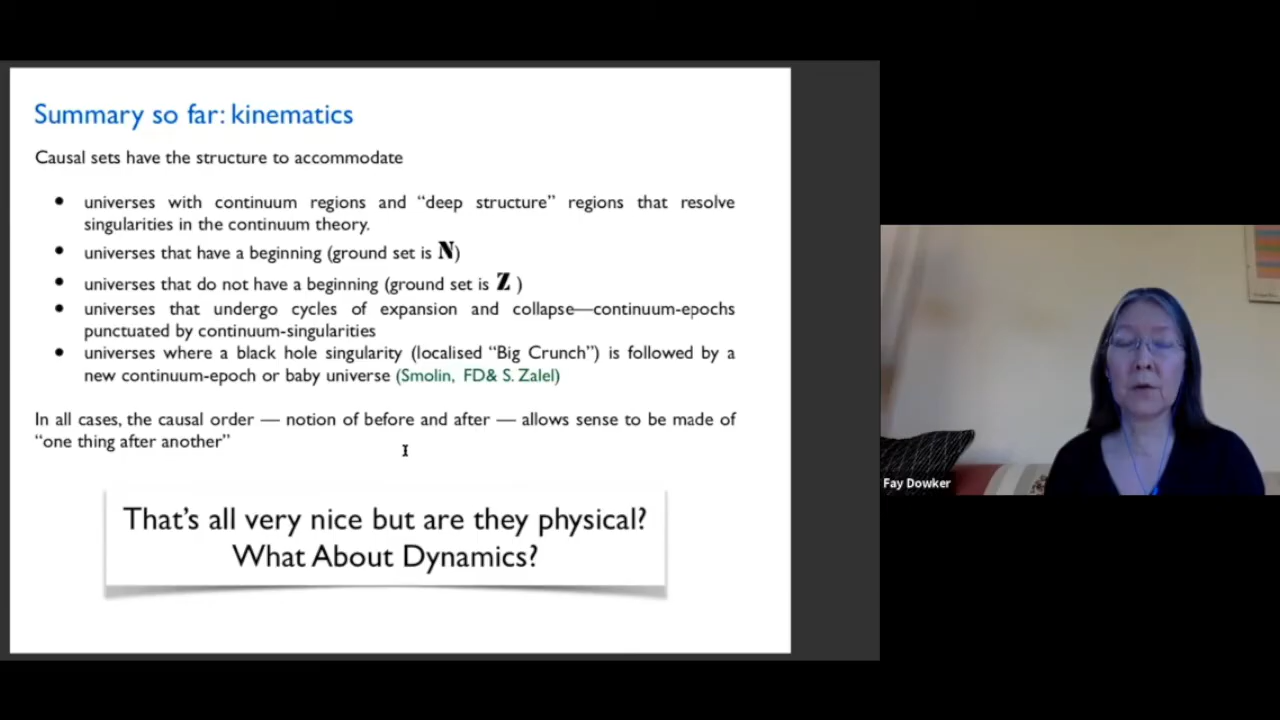 Summary so far: kinematics
Causal sets have the structure to accommodate
• universes with continuum regions and “deep structure” regions that resolve
singularities in the continuum theory.
• universes that have a beginning (ground set is N)
• universes that do not have a beginning (ground set is Z )
• universes that undergo cycles of expansion and collapse—continuum-epochs
punctuated by continuum-singularities
• universes where a black hole singularity (localised “Big Crunch”) is followed by a
new continuum-epoch or baby universe (Smolin, FD& S. Zalel)
In all cases, the causal order — notion of before and after — allows sense to be made of
“one thing after another”
That’s all very nice but are they physical?
What About Dynamics?
Fay Dowker